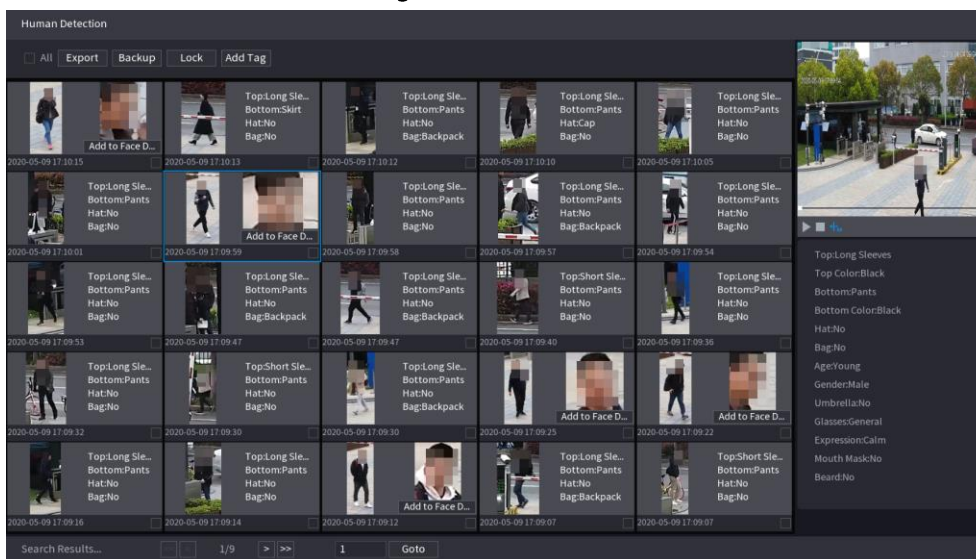 Human Detection
All Export Backup Lock Add Tag
Add to Face D...
2020-05-09 17:10:15
Top:Long Sle...
Bottom:Skirt
Hat:No
Bag:No
2020-05-09 17:10:13
Top:Long Sle...
Bottom:Pants
Hat:No
Bag:Backpack
2020-05-09 17:10:12
Top:Long Sle...
Bottom:Pants
Hat:Cap
Bag:No
2020-05-09 17:10:10
Top:Long Sle...
Bottom:Pants
Hat:No
Bag:No
2020-05-09 17:10:05
Top:Long Sle...
Bottom:Pants
Hat:No
Bag:No
2020-05-09 17:10:01
Add to Face D...
2020-05-09 17:09:59
Top:Long Sle...
Bottom:Pants
Hat:No
Bag:No
2020-05-09 17:09:58
Top:Long Sle...
Bottom:Pants
Hat:No
Bag:Backpack
2020-05-09 17:09:57
Top:Long Sle...
Bottom:Pants
Hat:No
Bag:No
2020-05-09 17:09:54
Top:Long Sle...
Bottom:Pants
Hat:No
Bag:No
2020-05-09 17:09:53
Top:Long Sle...
Bottom:Pants
Hat:No
Bag:Backpack
2020-05-09 17:09:47
Top:Long Sle...
Bottom:Pants
Hat:No
Bag:Backpack
2020-05-09 17:09:47
Top:Short Sle...
Bottom:Pants
Hat:No
Bag:No
2020-05-09 17:09:40
Top:Long Sle...
Bottom:Pants
Hat:No
Bag:No
2020-05-09 17:09:36
Top:Long Sle...
Bottom:Pants
Hat:No
Bag:No
2020-05-09 17:09:32
Top:Short Sle...
Bottom:Pants
Hat:No
Bag:No
2020-05-09 17:09:30
Top:Long Sle...
Bottom:Pants
Hat:No
Bag:Backpack
2020-05-09 17:09:30
Add to Face D...
2020-05-09 17:09:25
Add to Face D...
2020-05-09 17:09:22
Top:Long Sle...
Bottom:Pants
Hat:No
Bag:No
2020-05-09 17:09:16
Top:Long Sle...
Bottom:Pants
Hat:No
Bag:No
2020-05-09 17:09:14
Add to Face D...
2020-05-09 17:09:12
Top:Long Sle...
Bottom:Pants
Hat:No
Bag:Backpack
2020-05-09 17:09:07
Top:Short Sle...
Bottom:Pants
Hat:No
Bag:No
2020-05-09 17:09:07
Top:Long Sleeves
Top Color:Black
Bottom:Pants
Bottom Color:Black
Hat:No
Bag:No
Age:Young
Gender:Male
Umbrella:No
Glasses:General
Expression:Calm
Mouth Mask:No
Beard:No
Search Results... 1/9 > >> 1 Goto